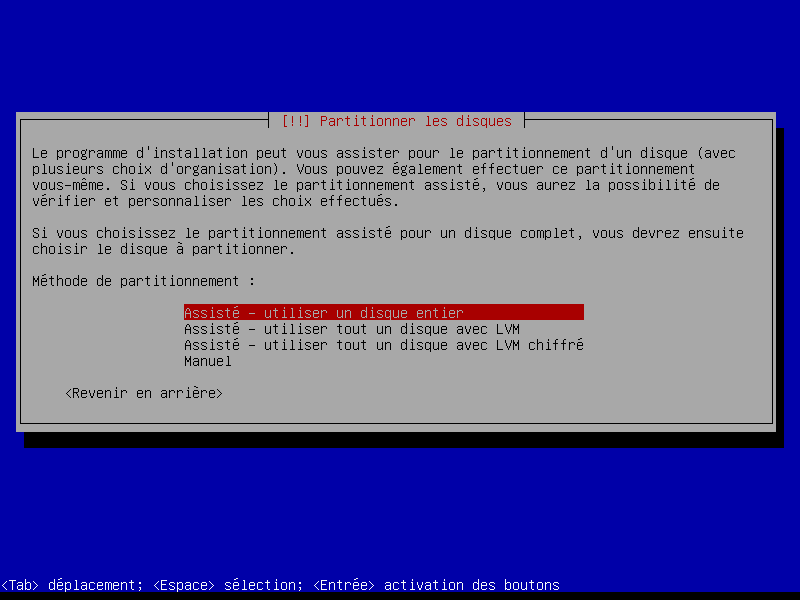 [!!] Partitionner les disques
Le programme d'installation peut vous assister pour le partitionnement d'un disque (avec
plusieurs choix d'organisation). Vous pouvez également effectuer ce partitionnement
vous-même. Si vous choisissez le partitionnement assisté, vous aurez la possibilité de
vérifier et personnaliser les choix effectués.
Si vous choisissez le partitionnement assisté pour un disque complet, vous devrez ensuite
choisir le disque à partitionner.
Méthode de partitionnement :
Assisté - utiliser un disque entier
Assisté - utiliser tout un disque avec LVM
Assisté - utiliser tout un disque avec LVM chiffré
Manuel
<Revenir en arrière>
<Tab> déplacement; <Espace> sélection; <Entrée> activation des boutons